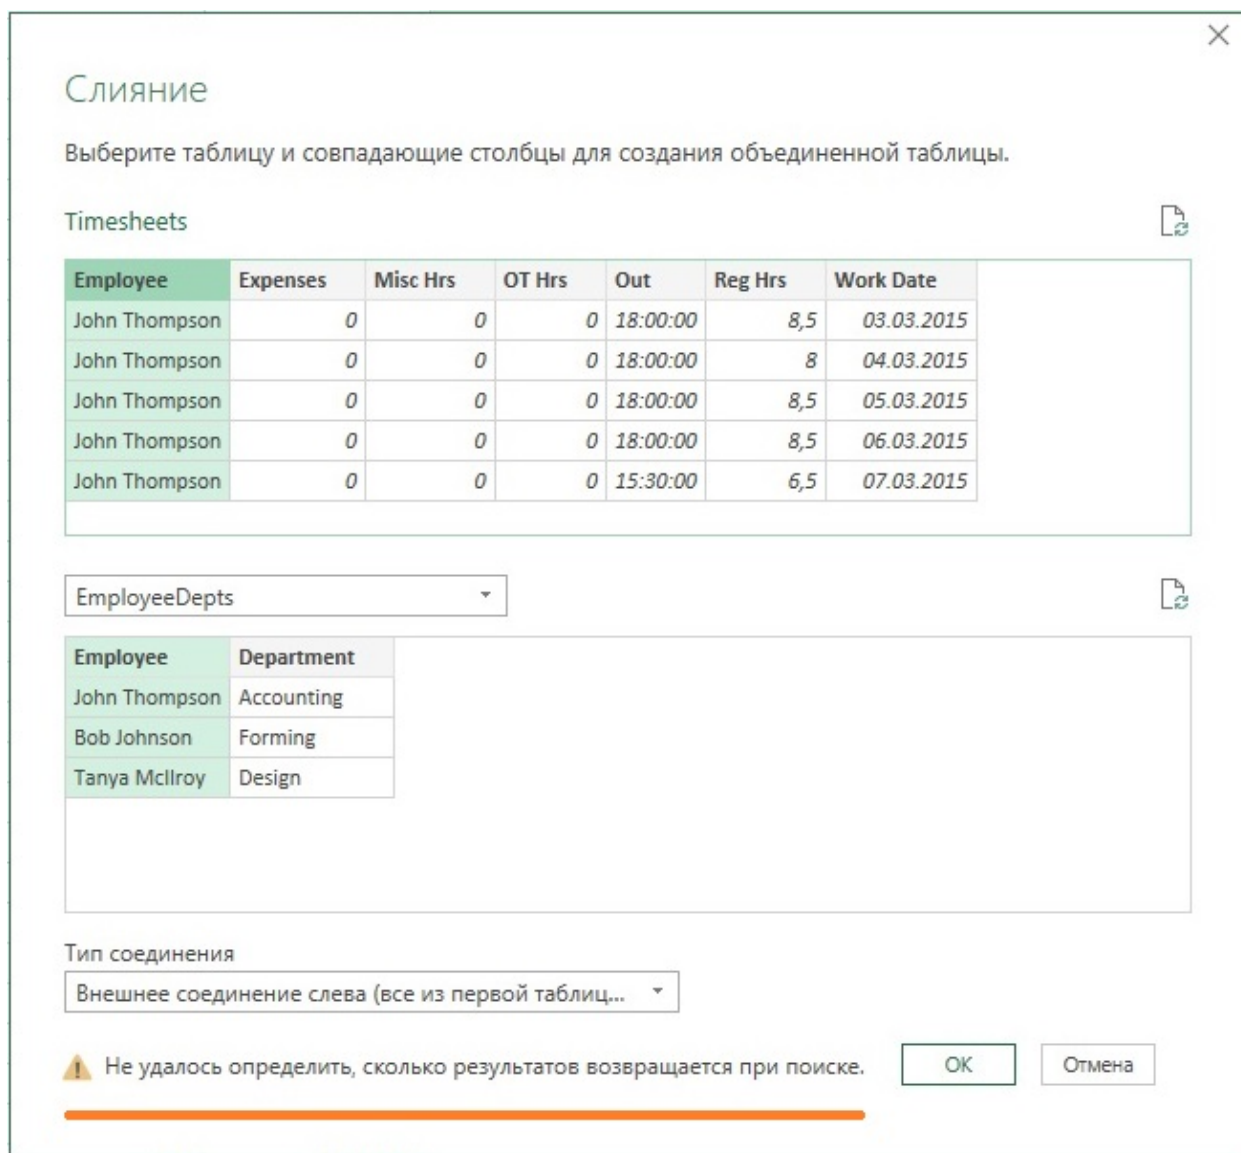 Слияние
Выберите таблицу и совпадающие столбцы для создания объединенной таблицы.
Timesheets
Employee Expenses Misc Hrs OT Hrs Out Reg Hrs Work Date
John Thompson 0 0 0 18:00:00 8,5 03.03.2015
John Thompson 0 0 0 18:00:00 8 04.03.2015
John Thompson 0 0 0 18:00:00 8,5 05.03.2015
John Thompson 0 0 0 18:00:00 8,5 06.03.2015
John Thompson 0 0 0 15:30:00 6,5 07.03.2015
EmployeeDepts
Employee Department
John Thompson Accounting
Bob Johnson Forming
Tanya McIlroy Design
Тип соединения
Внешнее соединение слева (все из первой таблиц...
Не удалось определить, сколько результатов возвращается при поиске. ОК Отмена